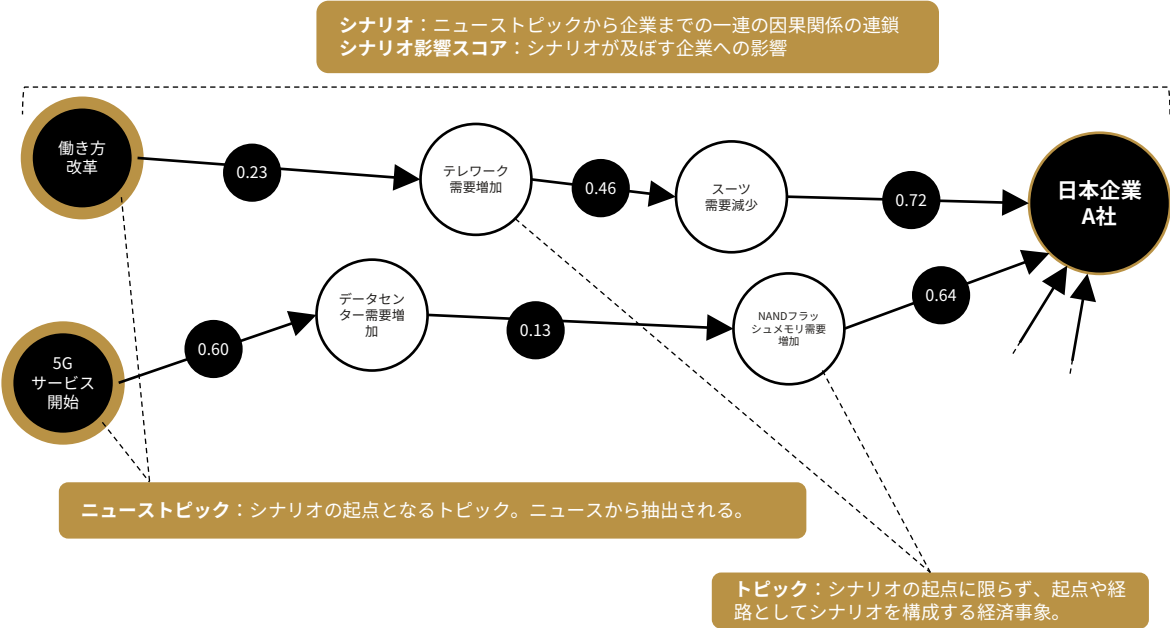 シナリオ：ニューストピックから企業までの一連の因果関係の連鎖
シナリオ影響スコア：シナリオが及ぼす企業への影響
働き方
改革
0.23
テレワーク
需要増加
0.46
スーツ
需要減少
0.72
日本企業
A社
5G
サービス
開始
0.60
データセン
ター需要増
加
0.13
NANDフラッ
シュメモリ需要
増加
0.64
ニューストピック：シナリオの起点となるトピック。ニュースから抽出される。
トピック：シナリオの起点に限らず、起点や経
路としてシナリオを構成する経済事象。